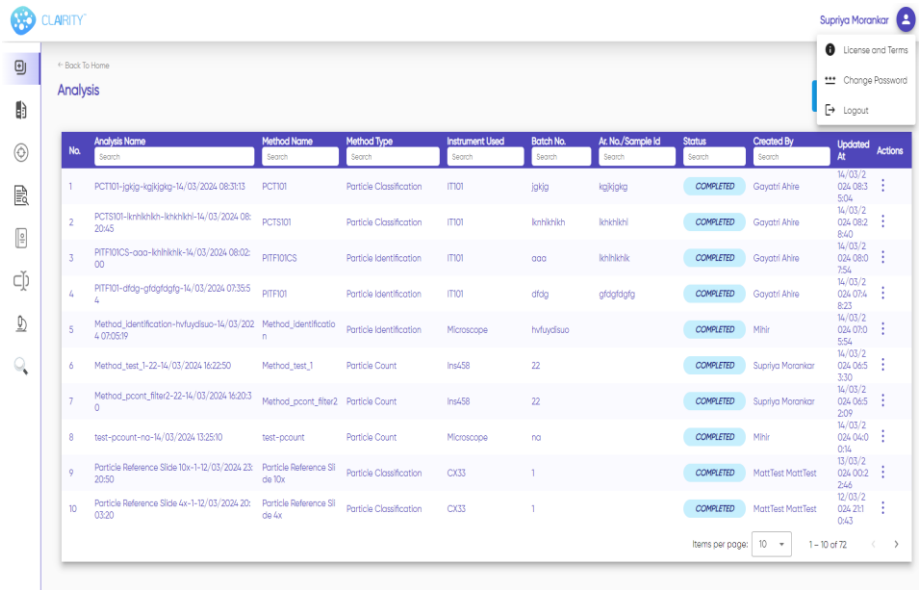 CLAIRITY
Supriya Morankar
License and Terms
Change Password
Logout
← Back To Home
Analysis
No. Analysis Name Method Name Method Type Instrument Used Batch No. Ar. No./Sample Id Status Created By Updated At Actions
Search Search Search Search Search Search Search Search
1 PCT101-jgkjg-kgjkjgkg-14/03/2024 08:31:13 PCT101 Particle Classification IT101 jgkjg kgjkjgkg COMPLETED Gayatri Ahire 14/03/2024 08:35:04
2 PCTS101-lknhlkhlkh-lkhkhlkhl-14/03/2024 08:20:45 PCTS101 Particle Classification IT101 lknhlkhlkh lkhkhlkhl COMPLETED Gayatri Ahire 14/03/2024 08:28:40
3 PITF101CS-aaa-lkhlhkhlk-14/03/2024 08:02:00 PITF101CS Particle Identification IT101 aaa lkhlhkhlk COMPLETED Gayatri Ahire 14/03/2024 08:07:54
4 PITF101-dfdg-gfdgfdgfg-14/03/2024 07:35:54 PITF101 Particle Identification IT101 dfdg gfdgfdgfg COMPLETED Gayatri Ahire 14/03/2024 07:48:23
5 Method_identification-hvfuydisuo-14/03/2024 07:05:19 Method_identification Particle Identification Microscope hvfuydisuo COMPLETED Mihir 14/03/2024 07:05:54
6 Method_test_1-22-14/03/2024 16:22:50 Method_test_1 Particle Count Ins458 22 COMPLETED Supriya Morankar 14/03/2024 06:53:30
7 Method_pcont_filter2-22-14/03/2024 16:20:30 Method_pcont_filter2 Particle Count Ins458 22 COMPLETED Supriya Morankar 14/03/2024 06:52:09
8 test-pcount-na-14/03/2024 13:25:10 test-pcount Particle Count Microscope na COMPLETED Mihir 14/03/2024 04:00:14
9 Particle Reference Slide 10x-1-12/03/2024 23:20:50 Particle Reference Slide 10x Particle Classification CX33 1 COMPLETED MattTest MattTest 13/03/2024 00:22:46
10 Particle Reference Slide 4x-1-12/03/2024 20:03:20 Particle Reference Slide 4x Particle Classification CX33 1 COMPLETED MattTest MattTest 12/03/2024 21:10:43
Items per page: 10 1 – 10 of 72